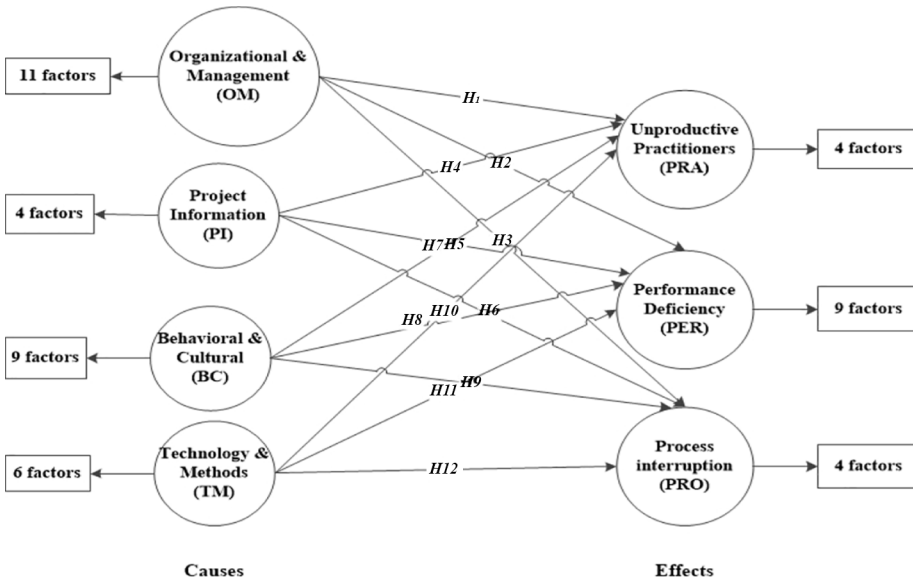 Organizational &
Management
(OM)
11 factors
H1
Unproductive
Practitioners
(PRA)
4 factors
H4
H2
Project
Information
(PI)
4 factors
H7
H5
H3
Performance
Deficiency
(PER)
9 factors
H10
H6
H8
Behavioral &
Cultural
(BC)
9 factors
H11
H9
Technology &
Methods
(TM)
6 factors
H12
Process
interruption
(PRO)
4 factors
Causes
Effects